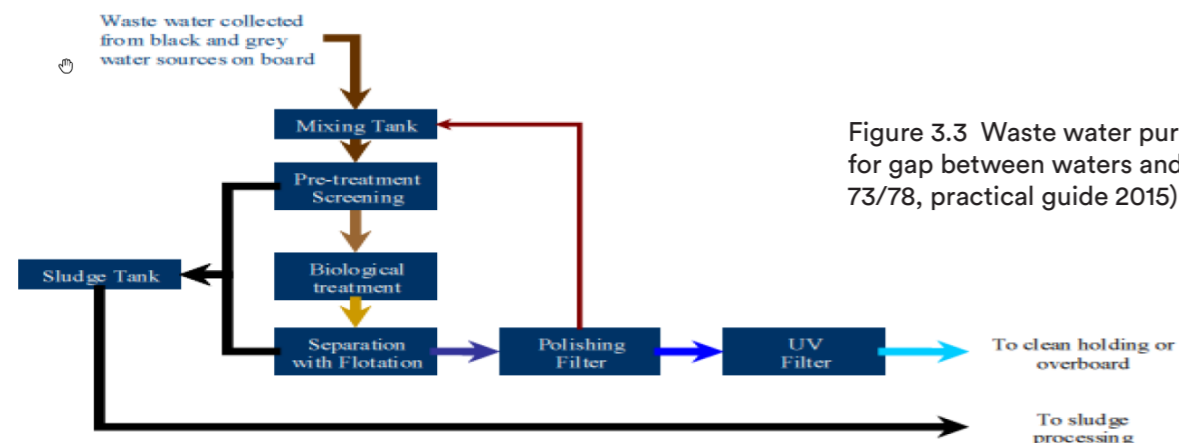 Waste water collected
from black and grey
water sources on board
Mixing Tank
Figure 3.3 Waste water pur
for gap between waters and
73/78, practical guide 2015)
Pre-treatment
Screening
Sludge Tank
Biological
treatment
Separation
with Flotation
Polishing
Filter
UV
Filter
To clean holding or
overboard
To sludge
processing